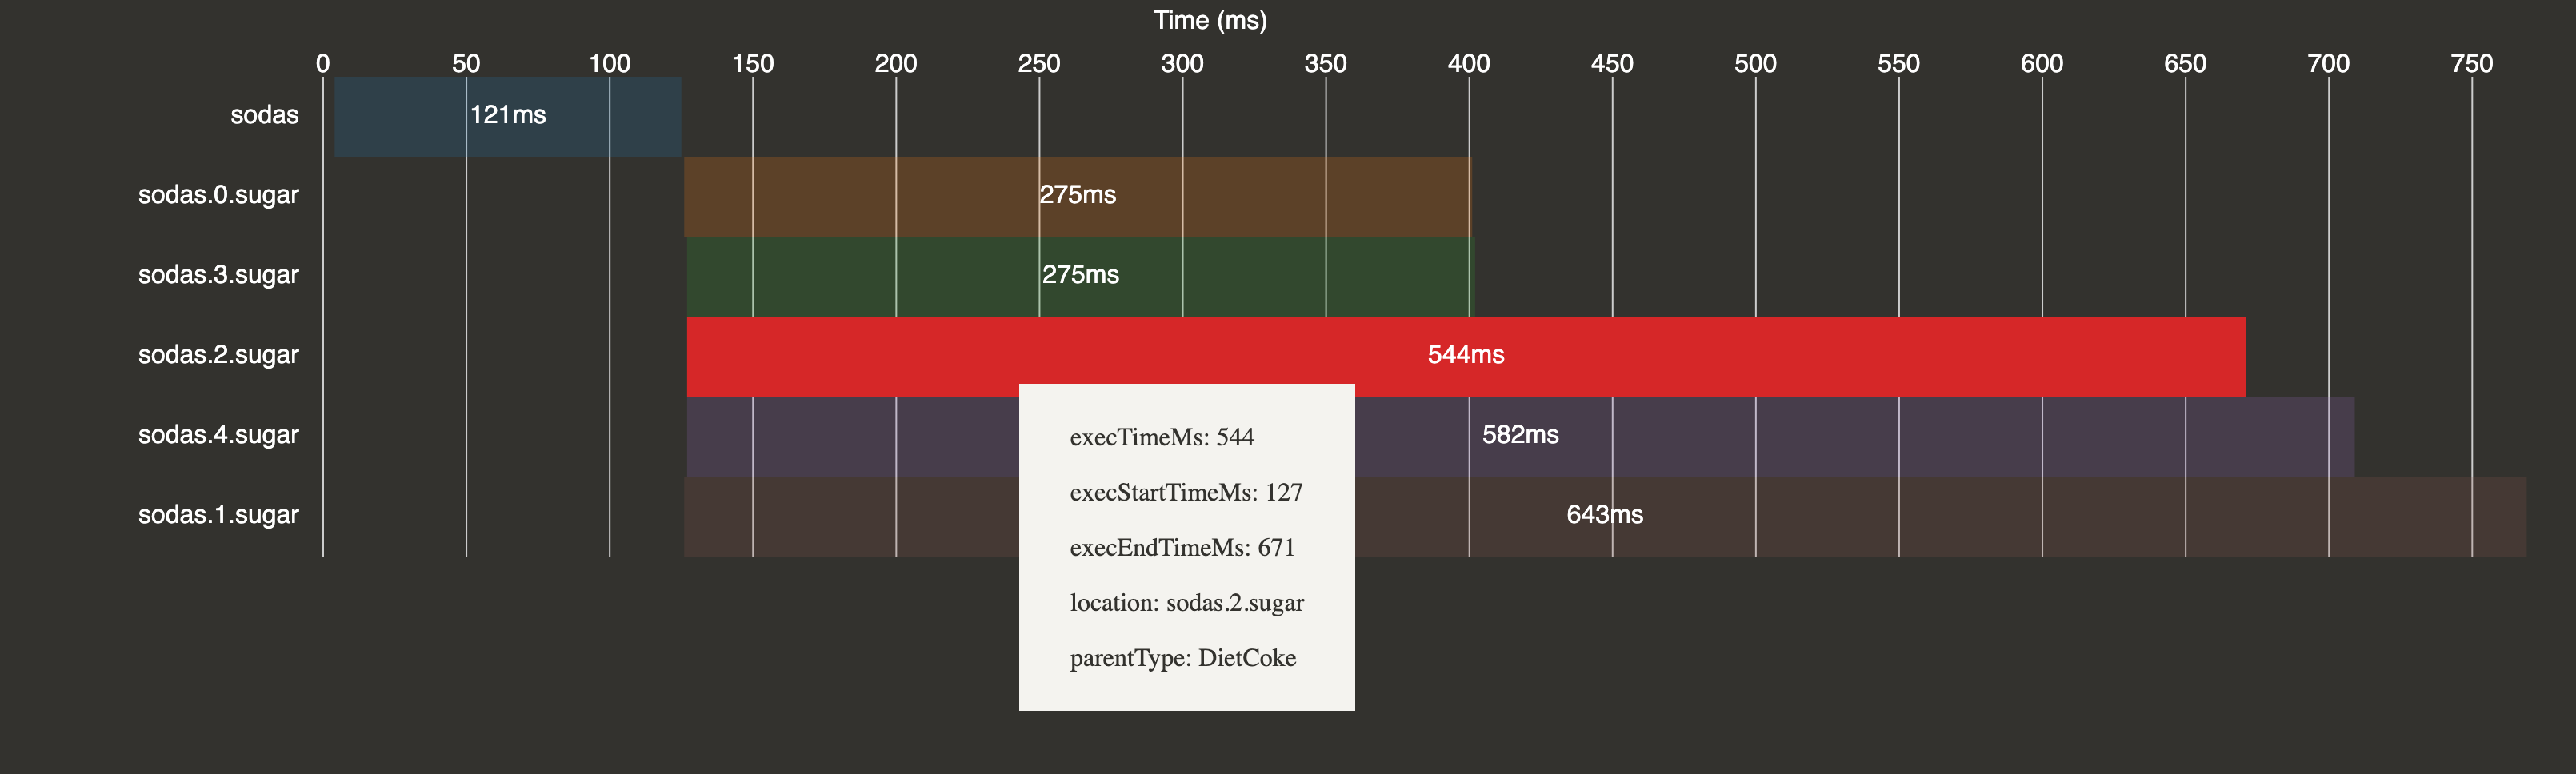 Time (ms)
0 50 100 150 200 250 300 350 400 450 500 550 600 650 700 750
sodas 121ms
sodas.0.sugar 275ms
sodas.3.sugar 275ms
sodas.2.sugar 544ms
sodas.4.sugar 582ms
sodas.1.sugar 643ms
execTimeMs: 544
execStartTimeMs: 127
execEndTimeMs: 671
location: sodas.2.sugar
parentType: DietCoke